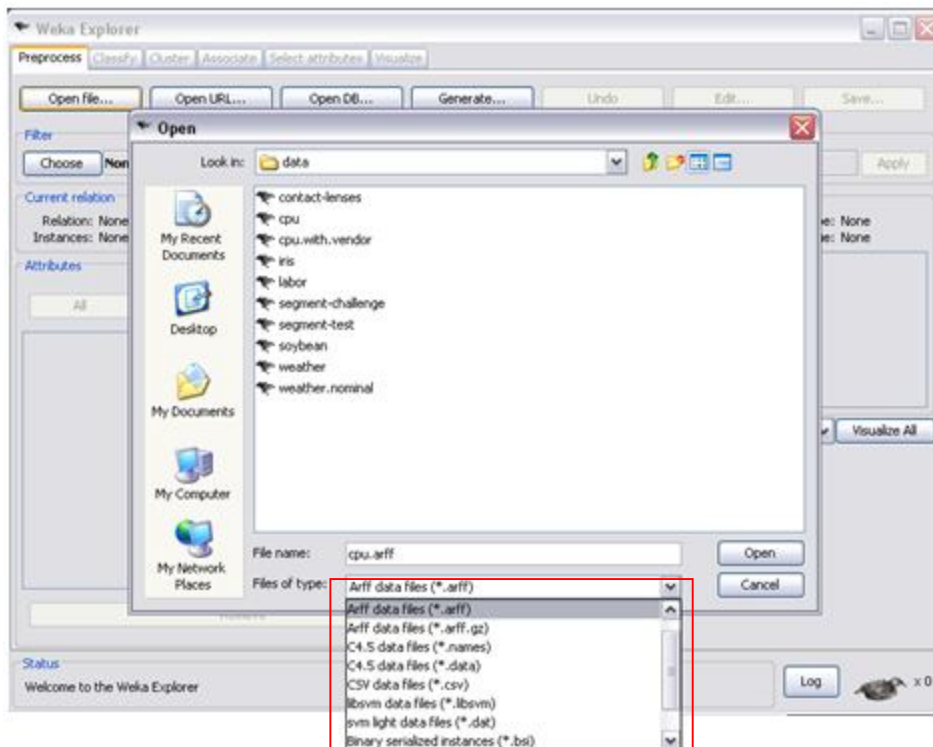 Weka Explorer
Preprocess Classify Cluster Associate Select attributes Visualize
Open file... Open URL... Open DB... Generate... Undo Edit... Save...
Filter
Choose Non Apply
Current relation
Relation: None
Instances: None
e: None
e: None
Attributes
All
Visualize All
Open
Look in: data
My Recent Documents
Desktop
My Documents
My Computer
My Network Places
contact-lenses
cpu
cpu.with.vendor
iris
labor
segment-challenge
segment-test
soybean
weather
weather.nominal
File name: cpu.arff Open
Files of type: Arff data files (*.arff) Cancel
Arff data files (*.arff)
Arff data files (*.arff.gz)
C4.5 data files (*.names)
C4.5 data files (*.data)
CSV data files (*.csv)
libsvm data files (*.libsvm)
svm light data files (*.dat)
Binary serialized instances (*.bsi)
Status
Welcome to the Weka Explorer
Log x 0